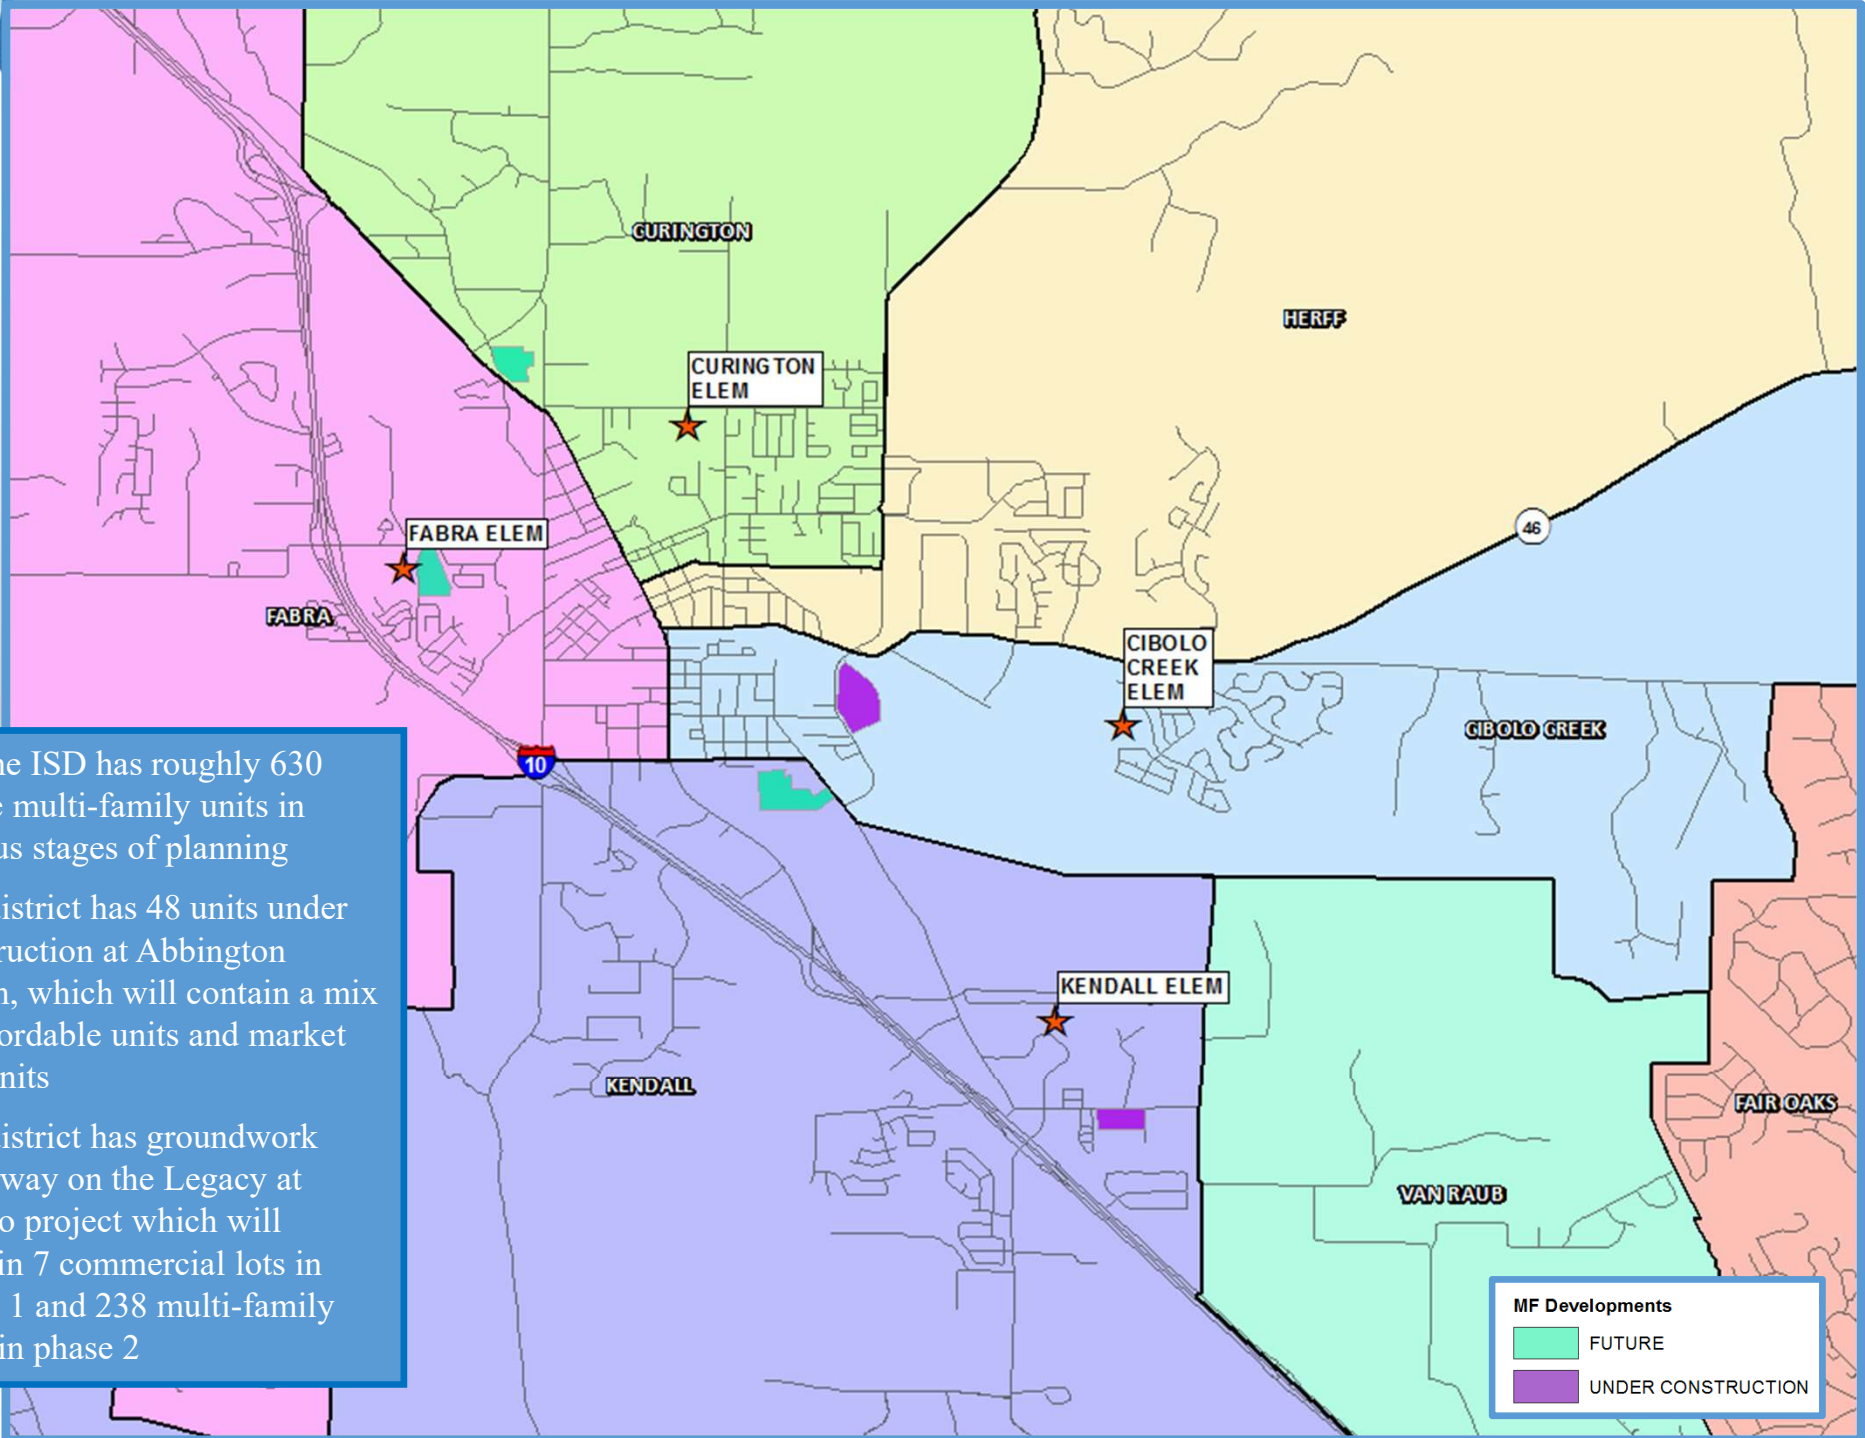 CURINGTON
HERFF
CURINGTON
ELEM
46
FABRA ELEM
FABRA
CIBOLO
CREEK
ELEM
CIBOLO CREEK
10
ISD has roughly 630
multi-family units in
stages of planning
has 48 units under
at Abbington
which will contain a mix
units and market
KENDALL ELEM
KENDALL
FAIR OAKS
has groundwork
on the Legacy at
project which will
7 commercial lots in
1 and 238 multi-family
in phase 2
VAN RAUB
MF Developments
FUTURE
UNDER CONSTRUCTION